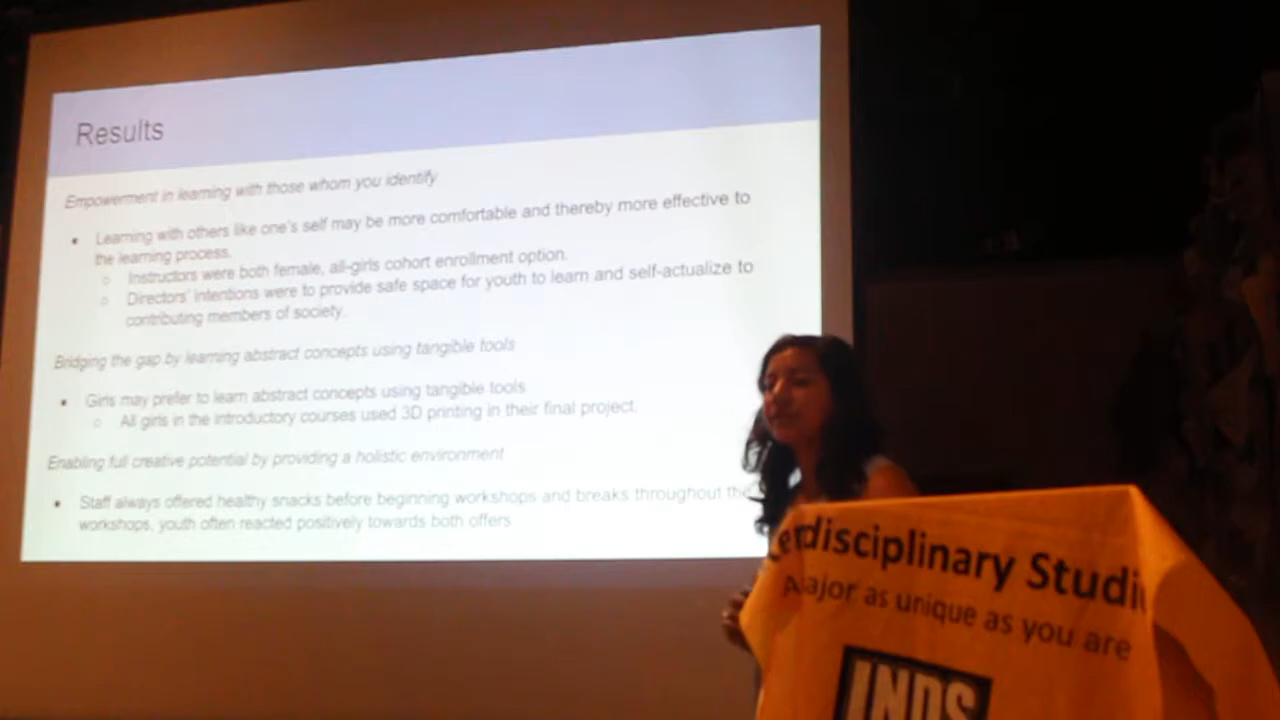 Results
Empowerment in learning with those whom you identify
• Learning with others like one's self may be more comfortable and thereby more effective to
the learning process.
○ Instructors were both female, all-girls cohort enrollment option.
○ Directors' intentions were to provide safe space for youth to learn and self-actualize to
contributing members of society.
Bridging the gap by learning abstract concepts using tangible tools
• Girls may prefer to learn abstract concepts using tangible tools
○ All girls in the introductory courses used 3D printing in their final project.
Enabling full creative potential by providing a holistic environment
• Staff always offered healthy snacks before beginning workshops and breaks throughout the
workshops, youth often reacted positively towards both offers
erdisciplinary Studi
ajor as unique as you are
INDS